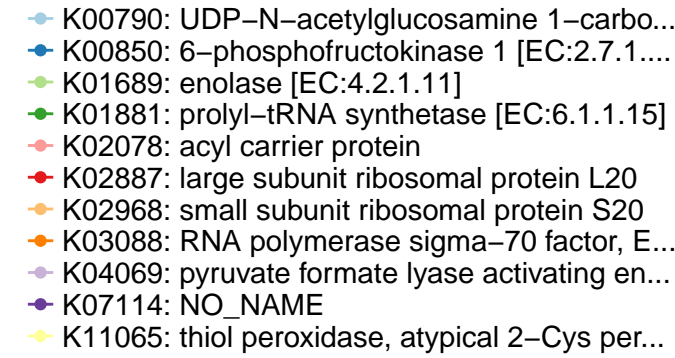 K00790: UDP−N−acetylglucosamine 1−carbo...
K00850: 6−phosphofructokinase 1 [EC:2.7.1....
K01689: enolase [EC:4.2.1.11]
K01881: prolyl−tRNA synthetase [EC:6.1.1.15]
K02078: acyl carrier protein
K02887: large subunit ribosomal protein L20
K02968: small subunit ribosomal protein S20
K03088: RNA polymerase sigma−70 factor, E...
K04069: pyruvate formate lyase activating en...
K07114: NO_NAME
K11065: thiol peroxidase, atypical 2−Cys per...